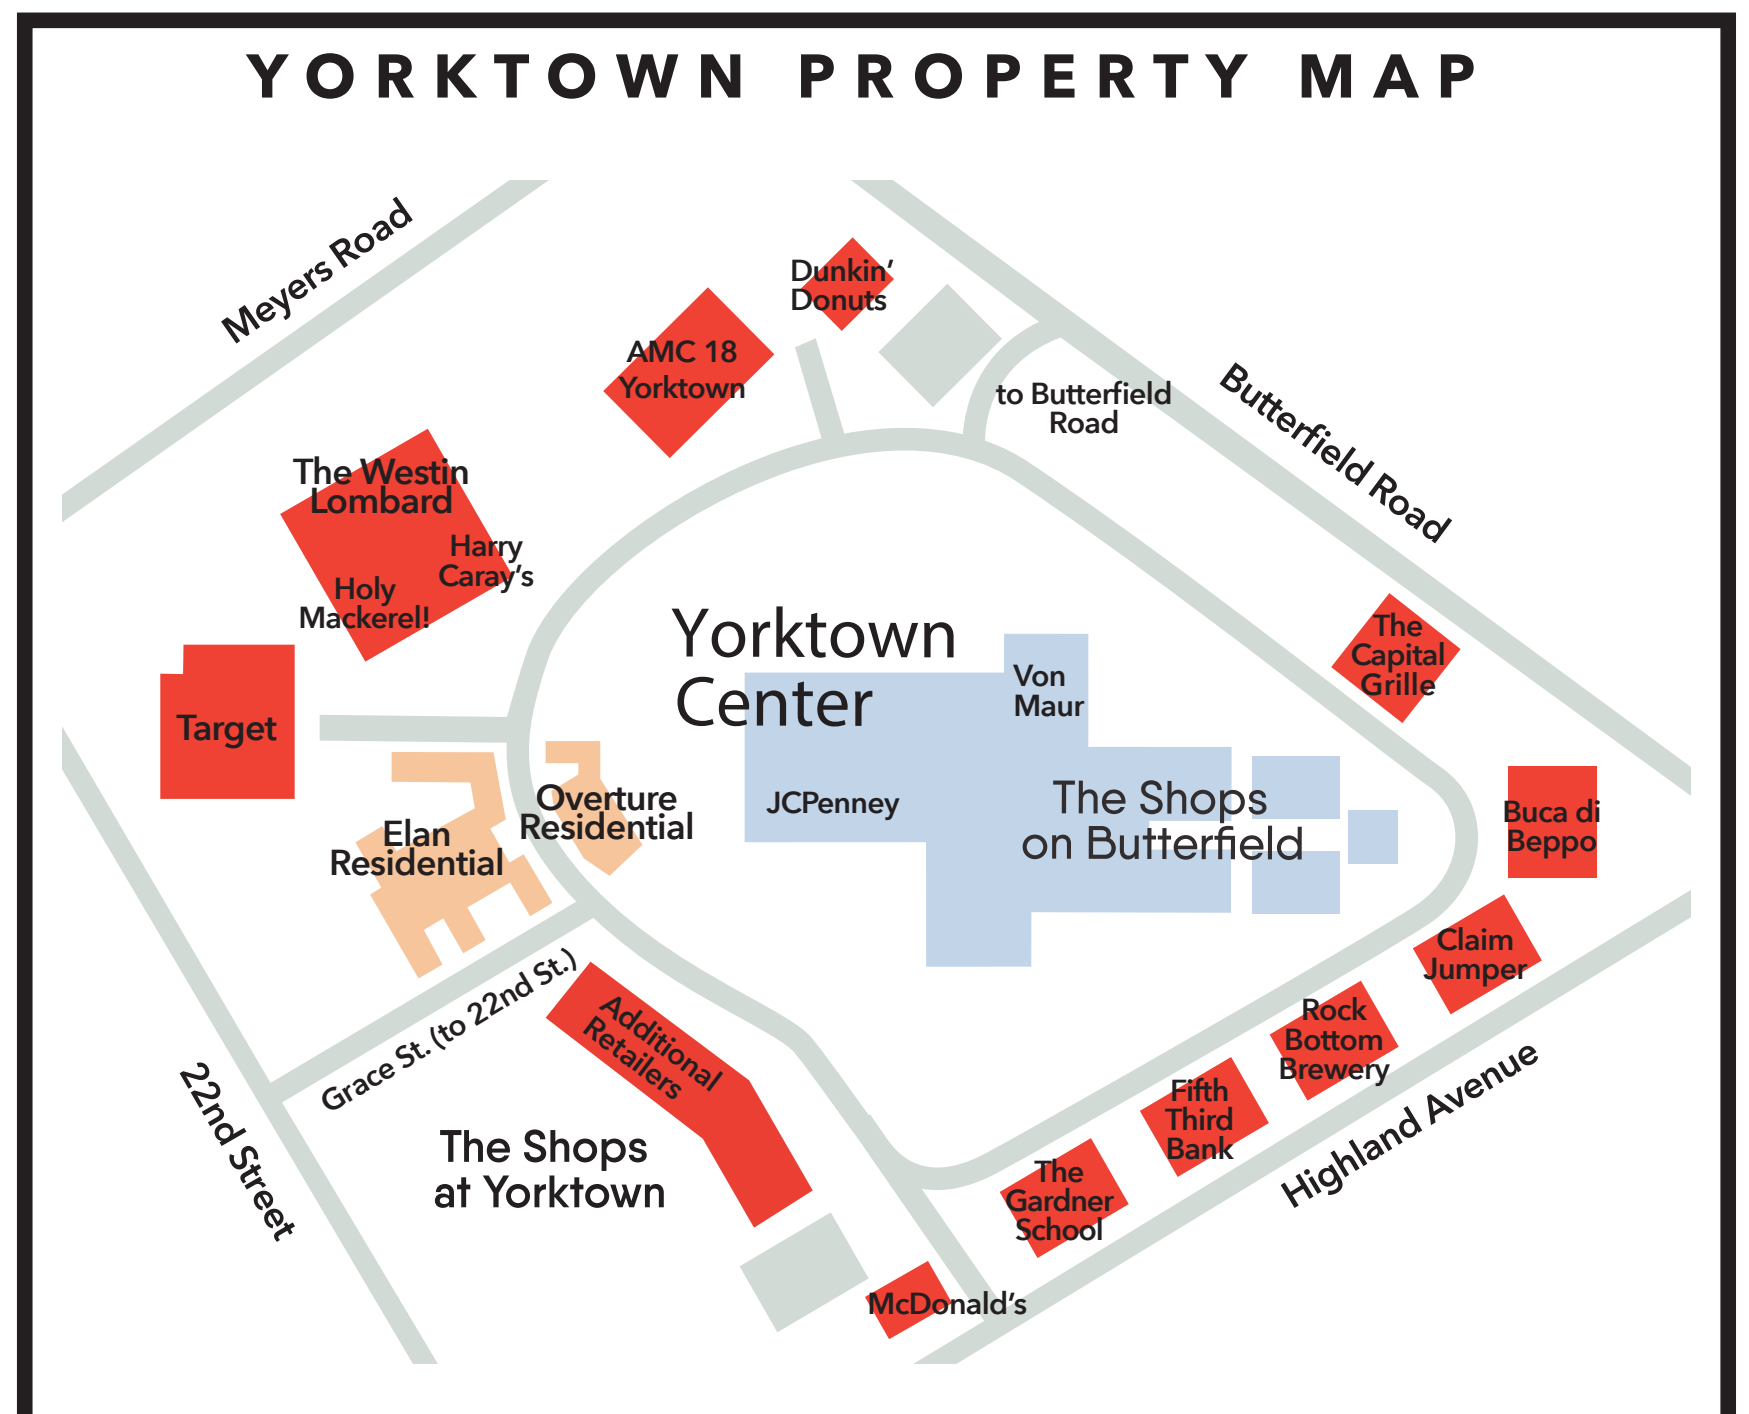 YORKTOWN PROPERTY MAP
Meyers Road
Dunkin'
Donuts
AMC 18
Yorktown
to Butterfield
Road
Butterfield Road
The Westin
Lombard
Harry
Caray's
Holy
Mackerel!
Yorktown
Center
The
Capital
Grille
Von
Maur
Target
JCPenney
The Shops
on Butterfield
Buca di
Beppo
Overture
Residential
Elan
Residential
Claim
Jumper
Grace St. (to 22nd St.)
Additional
Retailers
Rock
Bottom
Brewery
Fifth
Third
Bank
Highland Avenue
22nd Street
The Shops
at Yorktown
The
Gardner
School
McDonald's